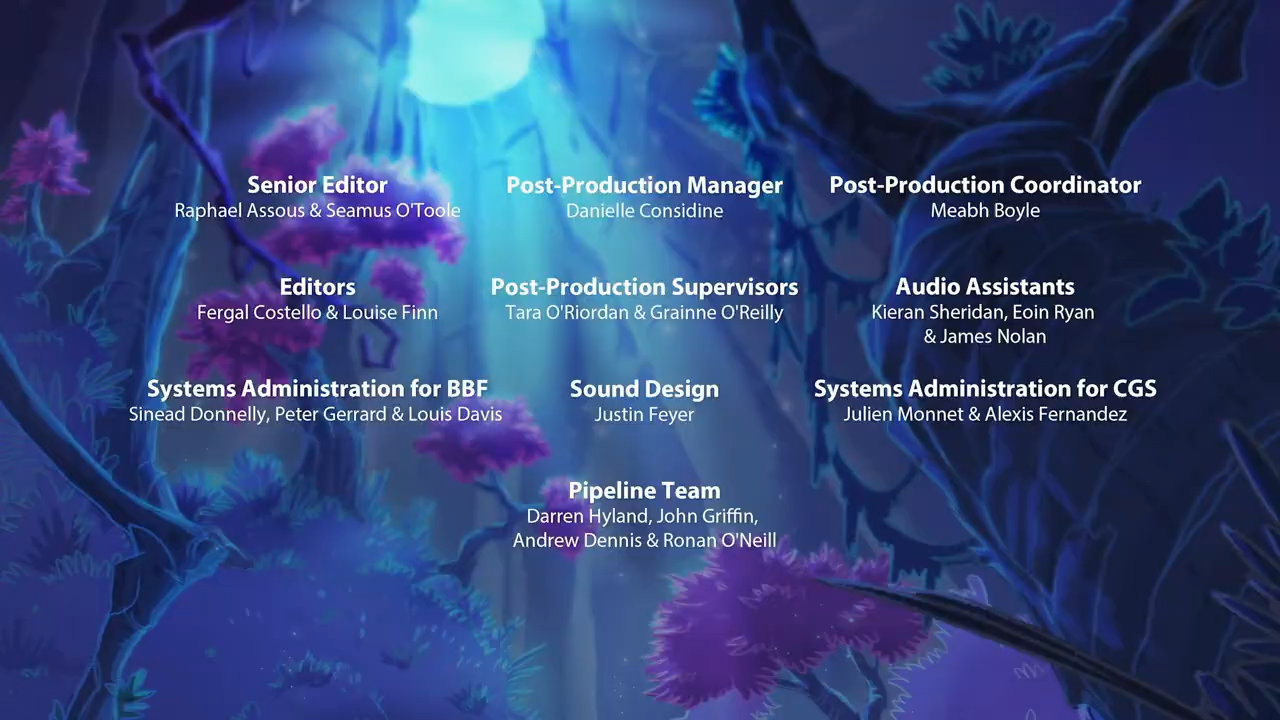 Senior Editor
Raphael Assous & Seamus O'Toole
Post-Production Manager
Danielle Considine
Post-Production Coordinator
Meabh Boyle
Editors
Fergal Costello & Louise Finn
Post-Production Supervisors
Tara O'Riordan & Grainne O'Reilly
Audio Assistants
Kieran Sheridan, Eoin Ryan
& James Nolan
Systems Administration for BBF
Sinead Donnelly, Peter Gerrard & Louis Davis
Sound Design
Justin Feyer
Systems Administration for CGS
Julien Monnet & Alexis Fernandez
Pipeline Team
Darren Hyland, John Griffin,
Andrew Dennis & Ronan O'Neill